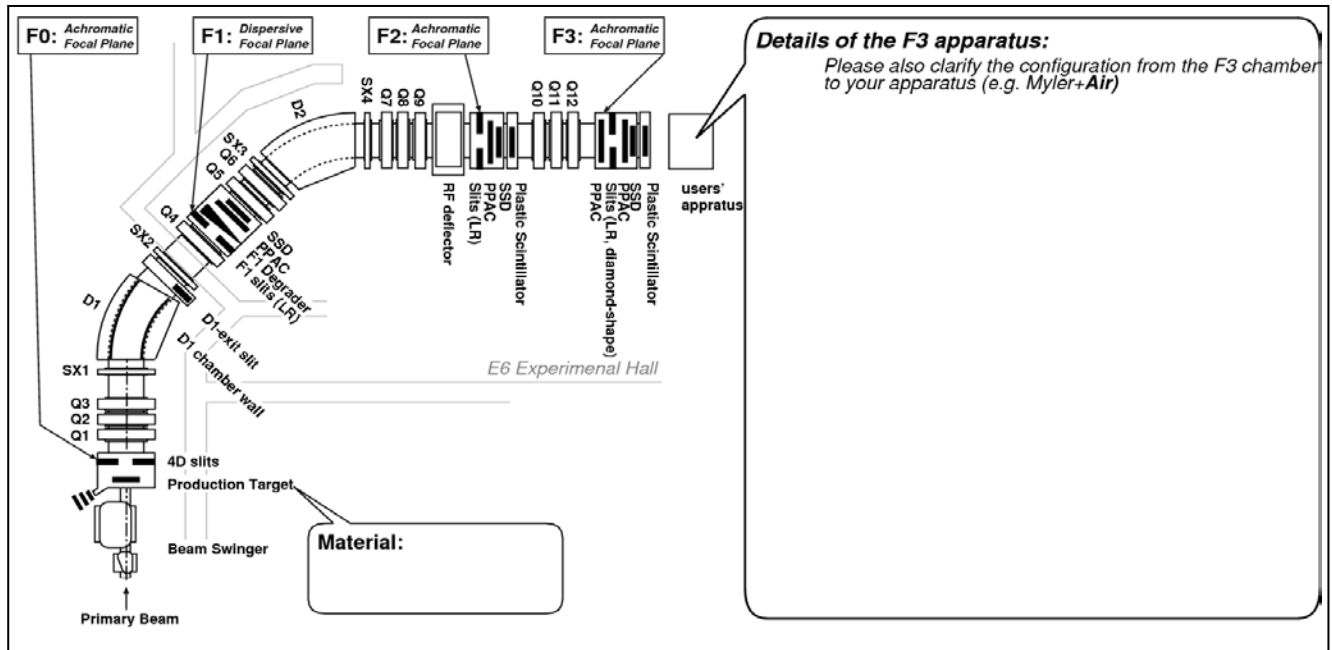 F0: Achromatic
Focal Plane
F1: Dispersive
Focal Plane
F2: Achromatic
Focal Plane
F3: Achromatic
Focal Plane
Details of the F3 apparatus:
Please also clarify the configuration from the F3 chamber
to your apparatus (e.g. Myler+Air)
SX4
Q7
Q8
Q9
Q10
Q11
Q12
D2
SX3
Q6
Q5
Q4
SX2
D1
SSD
PPAC
F1 Degrader
F1 slits (LR)
D1-exit slit
D1 chamber wall
RF deflector
Slits (LR)
PPAC
SSD
Plastic Scintillator
PPAC
Slits (LR, diamond-shape)
PPAC
SSD
Plastic Scintillator
users'
appratus
E6 Experimenal Hall
SX1
Q3
Q2
Q1
4D slits
Production Target
Material:
Beam Swinger
Primary Beam